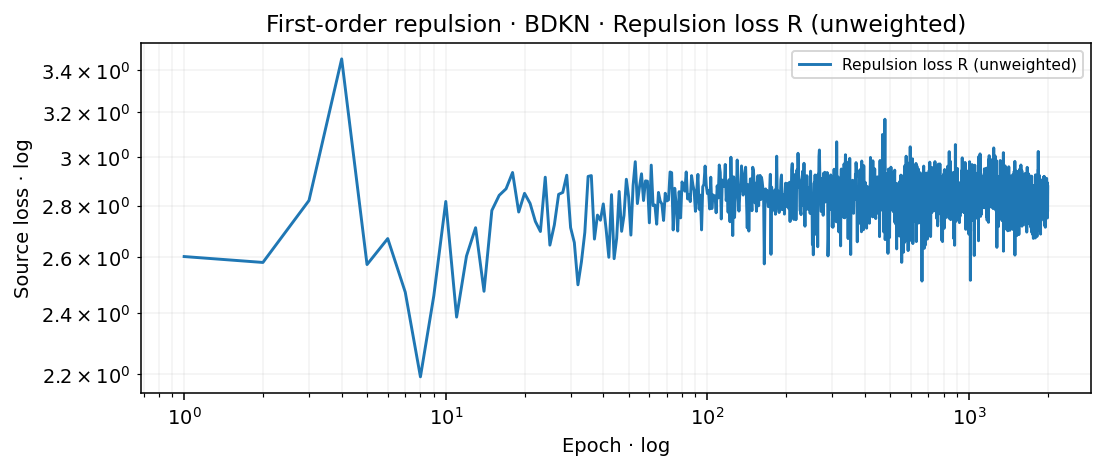 First-order repulsion · BDKN · Repulsion loss R (unweighted)
Repulsion loss R (unweighted)
Source loss · log
3.4 × 10⁰
3.2 × 10⁰
3 × 10⁰
2.8 × 10⁰
2.6 × 10⁰
2.4 × 10⁰
2.2 × 10⁰
10⁰ 10¹ 10² 10³
Epoch · log